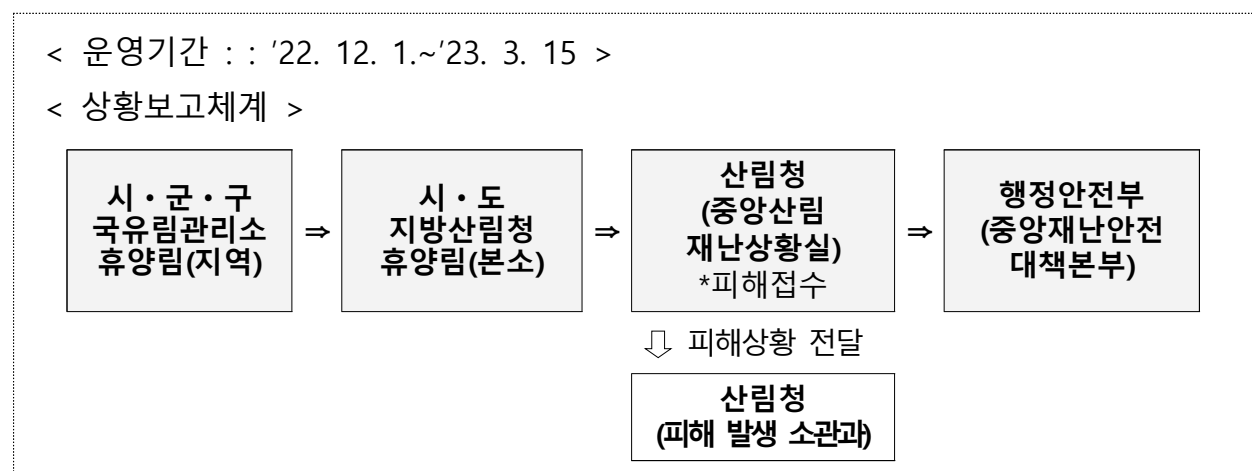 < 운영기간 : : '22. 12. 1.~'23. 3. 15 >
< 상황보고체계 >
시・군・구
국유림관리소
휴양림(지역)
⇒
시・도
지방산림청
휴양림(본소)
⇒
산림청
(중앙산림
재난상황실)
*피해접수
⇒
행정안전부
(중앙재난안전
대책본부)
⇩ 피해상황 전달
산림청
(피해 발생 소관과)